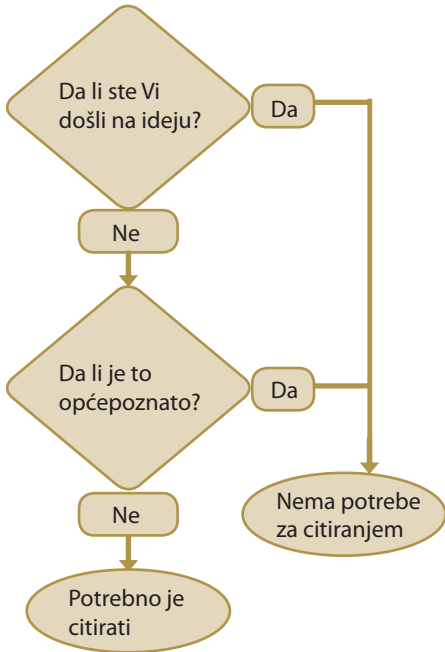 Da li ste Vi
došli na ideju?
Da
Ne
Da li je to
općepoznato?
Da
Ne
Nema potrebe
za citiranjem
Potrebno je
citirati